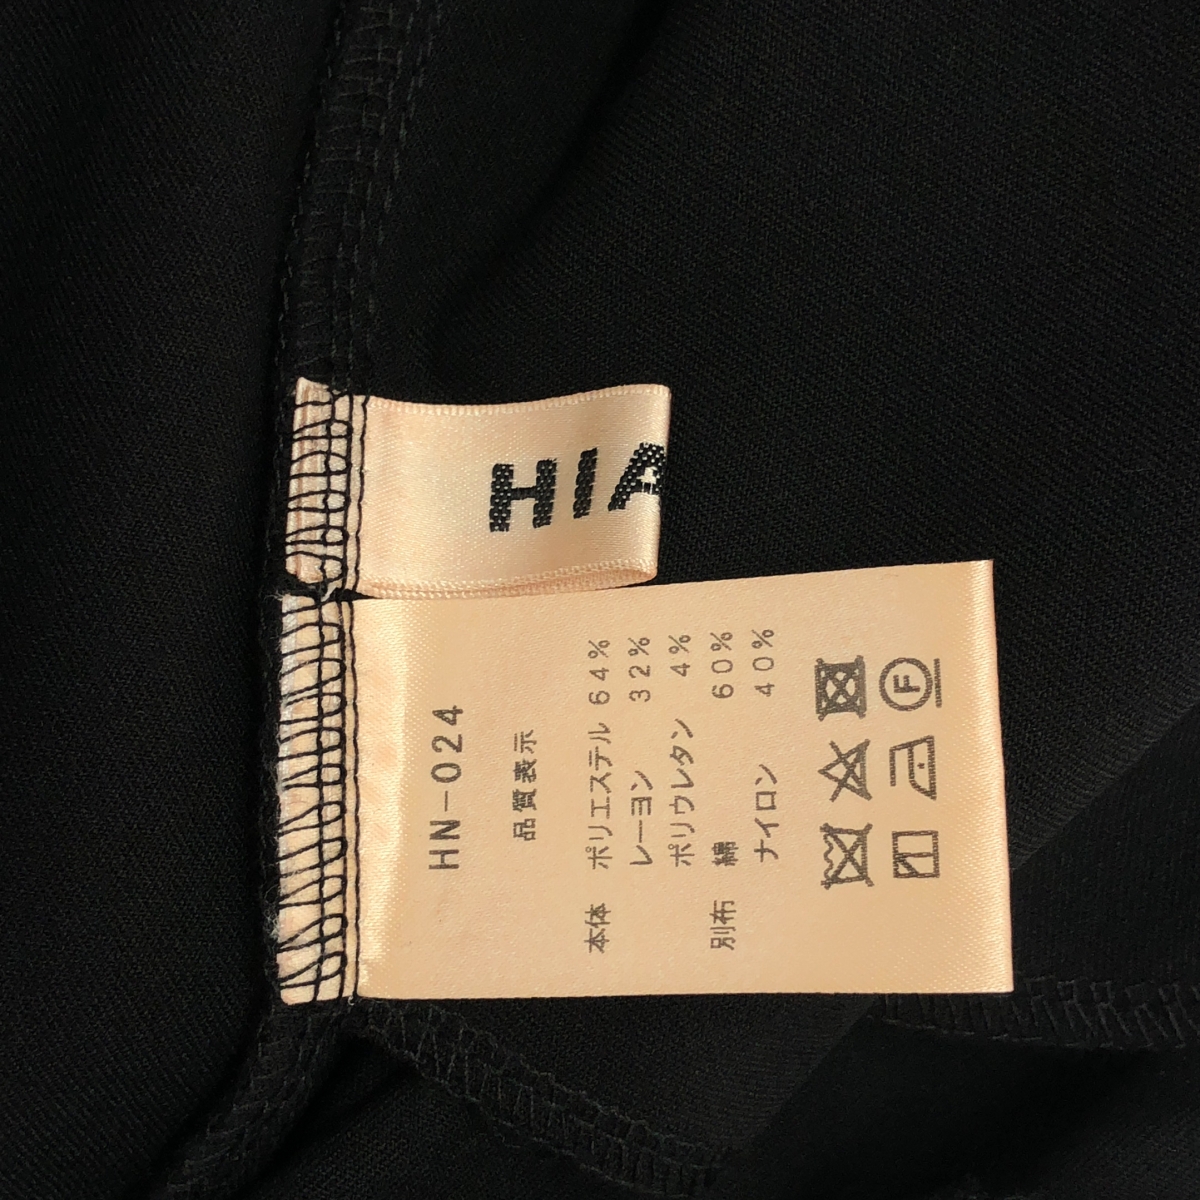 HIA
HN-024
品質表示
本体 ポリエステル 64%
レーヨン 32%
ポリウレタン 4%
別布 綿 60%
ナイロン 40%
F